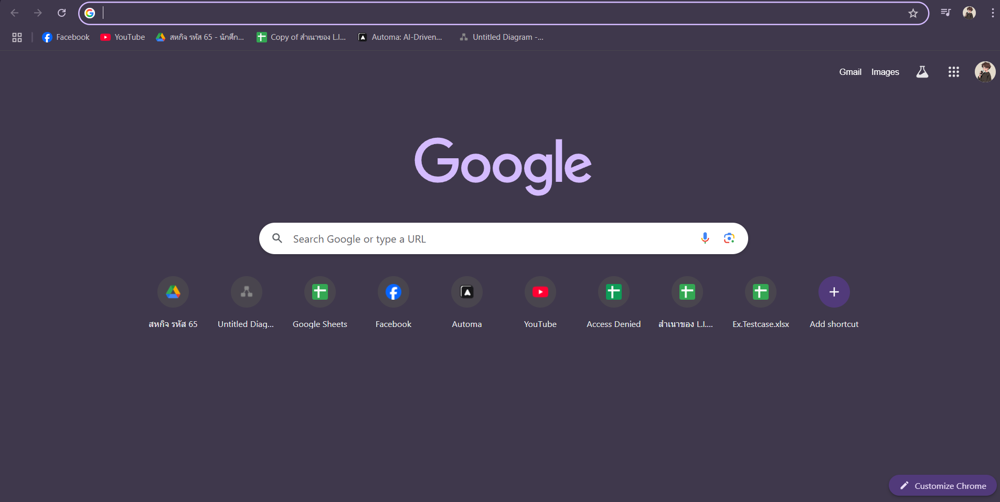 Facebook
YouTube
สหกิจ รหัส 65 - นักศึก...
Copy of สำเนาของ L.I...
Automa: AI-Driven...
Untitled Diagram -...
Gmail
Images
Google
Search Google or type a URL
สหกิจ รหัส 65
Untitled Diag...
Google Sheets
Facebook
Automa
YouTube
Access Denied
สำเนาของ L.I....
Ex.Testcase.xlsx
Add shortcut
Customize Chrome